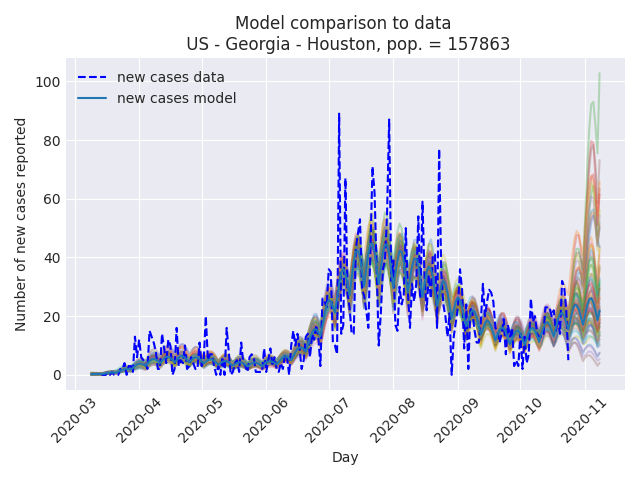 Model comparison to data
US - Georgia - Houston, pop. = 157863
new cases data
new cases model
Number of new cases reported
100
80
60
40
20
0
2020-03
2020-04
2020-05
2020-06
2020-07
2020-08
2020-09
2020-10
2020-11
Day